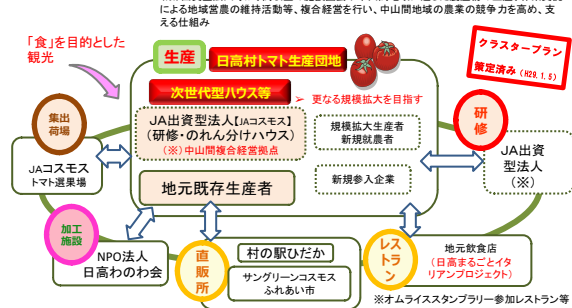 による地域営農の維持活動等、複合経営を行い、中山間地域の農業の競争力を高め、支
える仕組み
「食」を目的とした
観光
生産
日高村トマト生産団地
クラスタープラン
策定済み（H29.1.5）
次世代型ハウス等
➢ 更なる規模拡大を目指す
集出
荷場
JA出資型法人【JAコスモス】
（研修・のれん分けハウス）
（※）中山間複合経営拠点
規模拡大生産者
新規就農者
研
修
JAコスモス
トマト選果場
JA出資
型法人
（※）
地元既存生産者
新規参入企業
加工
施設
NPO法人
日高わのわ会
直
販
所
村の駅ひだか
サングリーンコスモス
ふれあい市
レ
ス
ト
ラ
ン
地元飲食店
（日高まるごとイタ
リアンプロジェクト）
※オムライススタンプラリー参加レストラン等